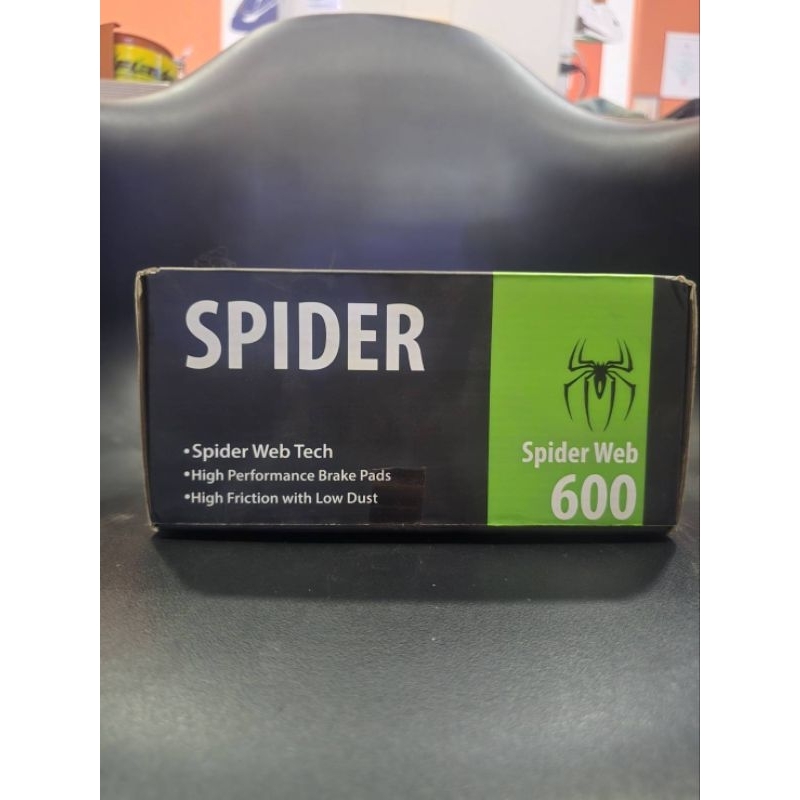 SPIDER
•Spider Web Tech
•High Performance Brake Pads
•High Friction with Low Dust
Spider Web
600